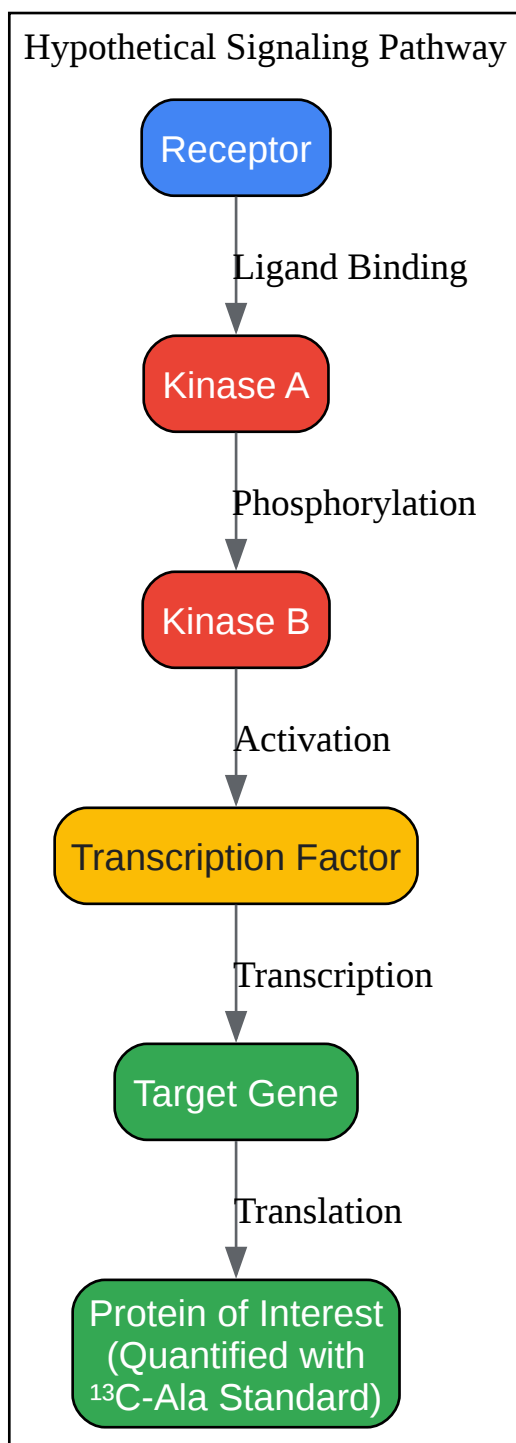 Hypothetical Signaling Pathway
Receptor
Ligand Binding
Kinase A
Phosphorylation
Kinase B
Activation
Transcription Factor
Transcription
Target Gene
Translation
Protein of Interest
(Quantified with
¹³C-Ala Standard)